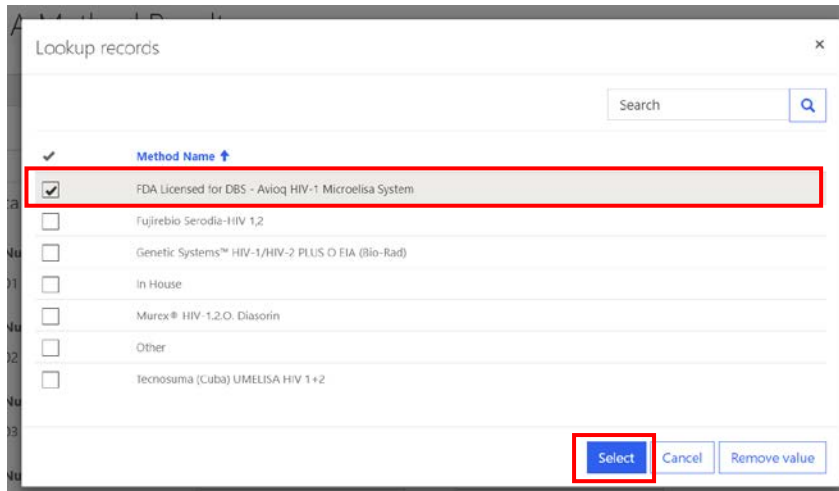 Lookup records
×
Search
Method Name
FDA Licensed for DBS - Avioq HIV-1 Microelisa System
Fujirebio Serodia-HIV 1,2
Genetic Systems™ HIV-1/HIV-2 PLUS O EIA (Bio-Rad)
In House
Murex® HIV-1.2.O. Diasorin
Other
Tecnosuma (Cuba) UMELISA HIV 1+2
Select Cancel Remove value